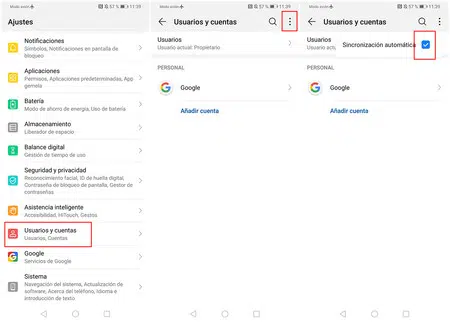 Modo avión 57 % 11:39
Ajustes
Notificaciones
Símbolos, Notificaciones en pantalla de
bloqueo
Aplicaciones
Permisos, Aplicaciones predeterminadas, App
gemela
Batería
Modo de ahorro de energía, Uso de batería
Almacenamiento
Liberador de espacio
Balance digital
Gestión de tiempo de uso
Seguridad y privacidad
Reconocimiento facial, ID de huella digital,
Contraseña de bloqueo de pantalla, Gestor de
contraseñas
Asistencia inteligente
Accesibilidad, HiTouch, Gestos
Usuarios y cuentas
Usuarios, Cuentas
Google
Servicios de Google
Sistema
Navegación del sistema, Actualización de
software, Acerca del teléfono, Idioma e
introducción de texto
Modo avión 57 % 11:39
Usuarios y cuentas
Usuarios
Usuario actual: Propietario
PERSONAL
Google
Añadir cuenta
Modo avión 57 % 11:39
Usuarios y cuentas
Usuarios
Usuario actu
Sincronización automática
PERSONAL
Google
Añadir cuenta